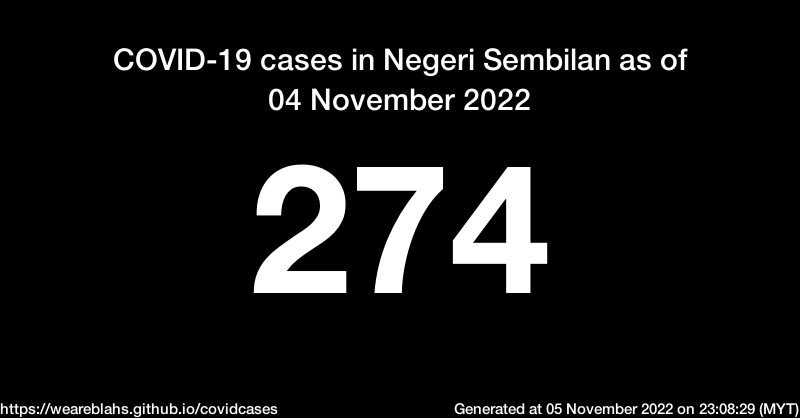 COVID-19 cases in Negeri Sembilan as of
04 November 2022
274
https://weareblahs.github.io/covidcases
Generated at 05 November 2022 on 23:08:29 (MYT)